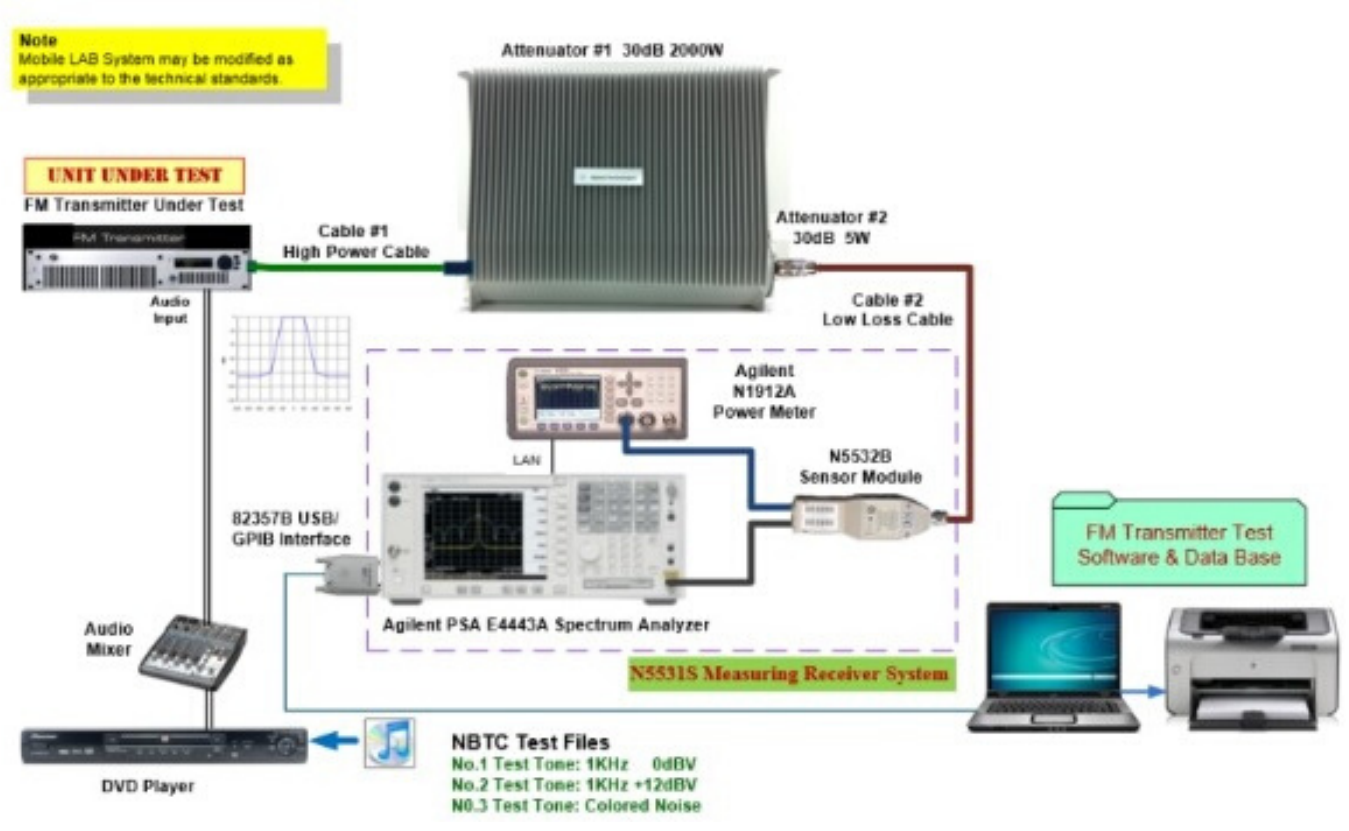 Note
Mobile LAB System may be modified as
appropriate to the technical standards.
Attenuator #1  30dB 2000W
UNIT UNDER TEST
FM Transmitter Under Test
FM Transmitter
Cable #1
High Power Cable
Attenuator #2
30dB  5W
Audio
Input
Cable #2
Low Loss Cable
Agilent
N1912A
Power Meter
LAN
N5532B
Sensor Module
82357B USB/
GPIB Interface
FM Transmitter Test
Software & Data Base
Agilent PSA E4443A Spectrum Analyzer
Audio
Mixer
N5531S Measuring Receiver System
NBTC Test Files
No.1 Test Tone: 1KHz    0dBV
No.2 Test Tone: 1KHz +12dBV
N0.3 Test Tone: Colored Noise
DVD Player